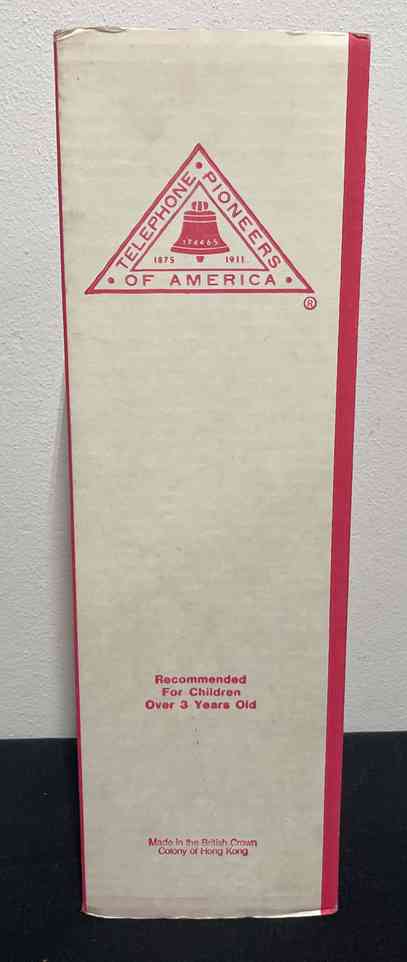 TELEPHONE PIONEERS
174465
1875 1911
OF AMERICA
®
Recommended
For Children
Over 3 Years Old
Made in the British Crown
Colony of Hong Kong